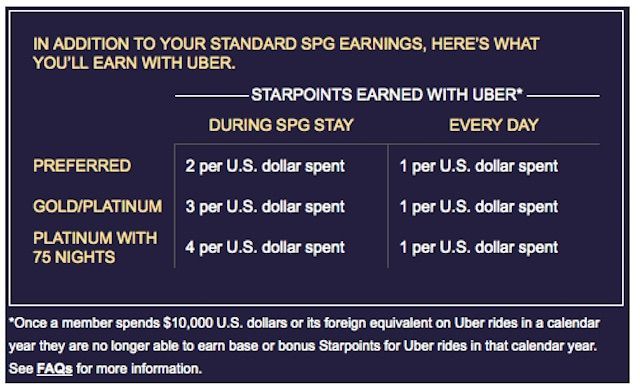 IN ADDITION TO YOUR STANDARD SPG EARNINGS, HERE'S WHAT
YOU'LL EARN WITH UBER.
STARPOINTS EARNED WITH UBER*
DURING SPG STAY EVERY DAY
PREFERRED 2 per U.S. dollar spent 1 per U.S. dollar spent
GOLD/PLATINUM 3 per U.S. dollar spent 1 per U.S. dollar spent
PLATINUM WITH
75 NIGHTS 4 per U.S. dollar spent 1 per U.S. dollar spent
*Once a member spends $10,000 U.S. dollars or its foreign equivalent on Uber rides in a calendar
year they are no longer able to earn base or bonus Starpoints for Uber rides in that calendar year.
See FAQs for more information.